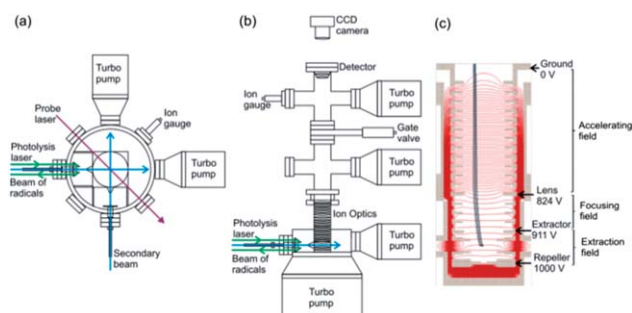 (a)
Turbo
pump
Probe
laser
Ion
gauge
Photolysis
laser
Beam of
radicals
Turbo
pump
Secondary
beam
(b)
CCD
camera
Detector
Ion
gauge
Turbo
pump
Gate
valve
Turbo
pump
Ion Optics
Photolysis
laser
Beam of
radicals
Turbo
pump
Turbo
pump
(c)
Ground
0 V
Accelerating
field
Lens
824 V
Focusing
field
Extractor
911 V
Extraction
field
Repeller
1000 V